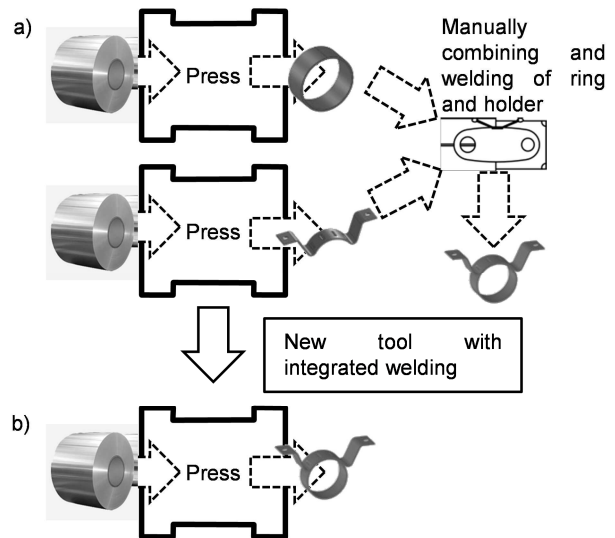 a)
Press
Manually
combining and
welding of ring
and holder
Press
New tool with
integrated welding
b)
Press